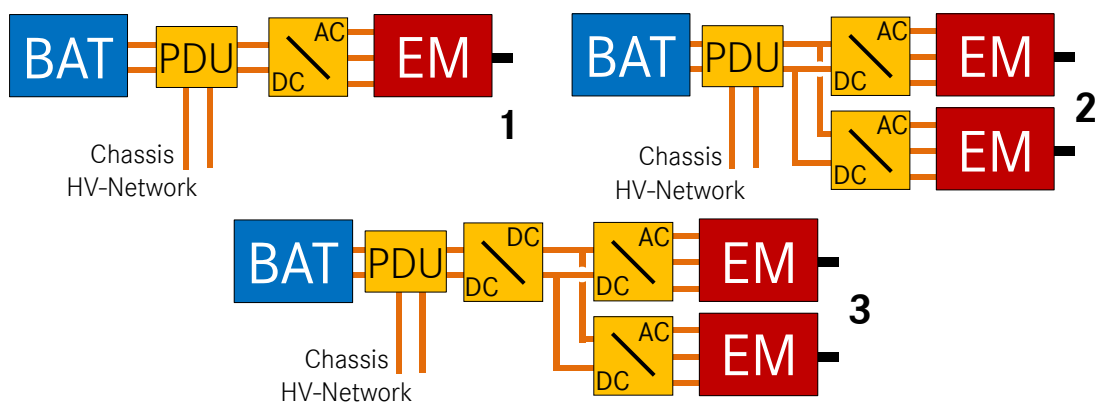 BAT PDU AC DC EM
Chassis
HV-Network
1
BAT PDU AC DC EM
AC DC EM
Chassis
HV-Network
2
BAT PDU DC DC AC DC EM
AC DC EM
Chassis
HV-Network
3